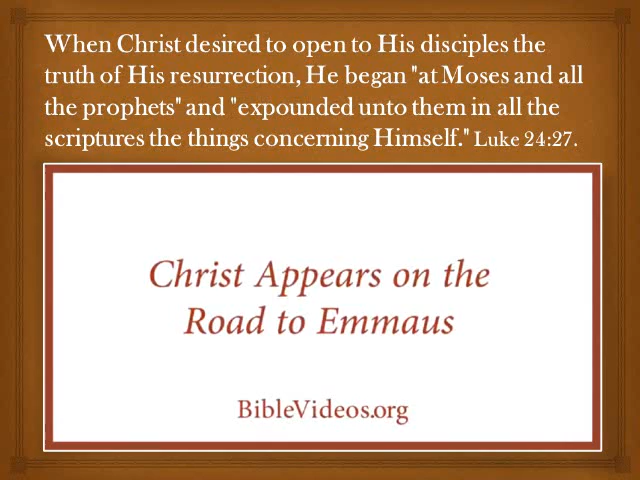 When Christ desired to open to His disciples the
truth of His resurrection, He began "at Moses and all
the prophets" and "expounded unto them in all the
scriptures the things concerning Himself." Luke 24:27.
Christ Appears on the
Road to Emmaus
BibleVideos.org